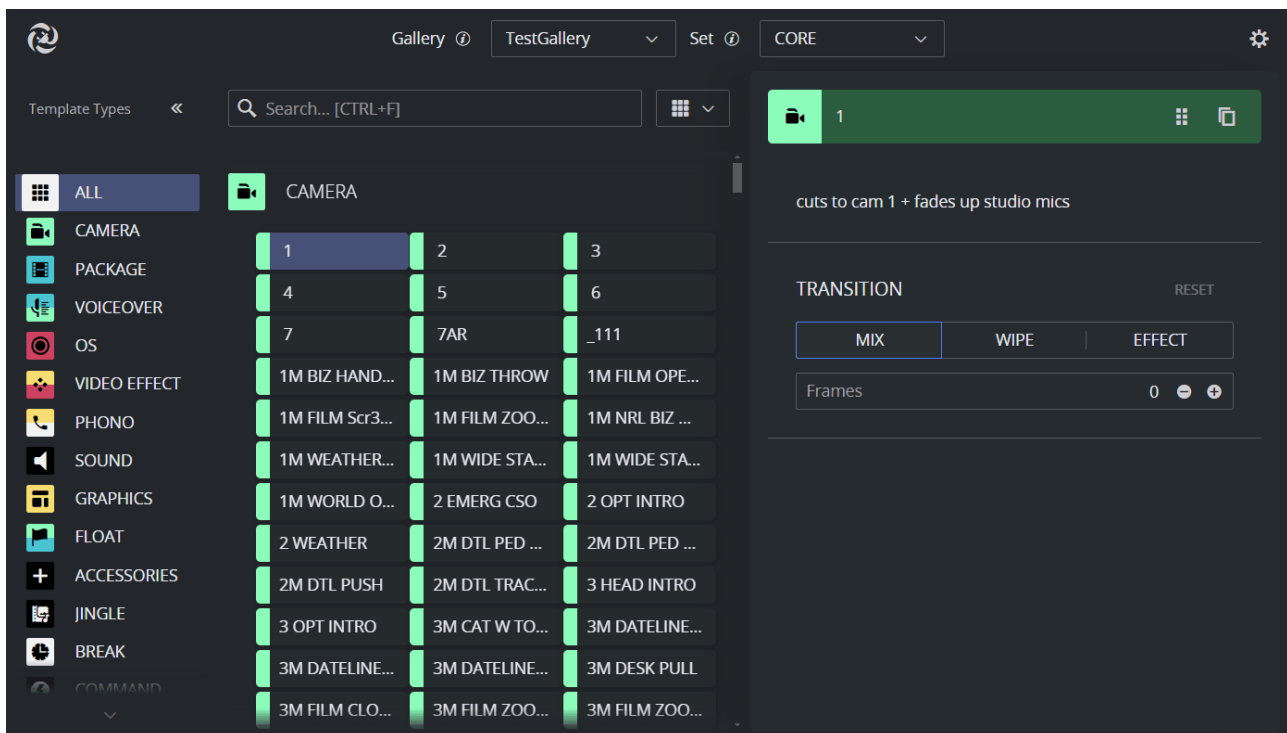 Gallery TestGallery Set CORE
Template Types
Search... [CTRL+F]
ALL
CAMERA
PACKAGE
VOICEOVER
OS
VIDEO EFFECT
PHONO
SOUND
GRAPHICS
FLOAT
ACCESSORIES
JINGLE
BREAK
COMMAND
CAMERA
1 2 3
4 5 6
7 7AR _111
1M BIZ HAND... 1M BIZ THROW 1M FILM OPE...
1M FILM Scr3... 1M FILM ZOO... 1M NRL BIZ ...
1M WEATHER... 1M WIDE STA... 1M WIDE STA...
1M WORLD O... 2 EMERG CSO 2 OPT INTRO
2 WEATHER 2M DTL PED ... 2M DTL PED ...
2M DTL PUSH 2M DTL TRAC... 3 HEAD INTRO
3 OPT INTRO 3M CAT W TO... 3M DATELINE...
3M DATELINE... 3M DATELINE... 3M DESK PULL
3M FILM CLO... 3M FILM ZOO... 3M FILM ZOO...
1
cuts to cam 1 + fades up studio mics
TRANSITION RESET
MIX WIPE EFFECT
Frames 0